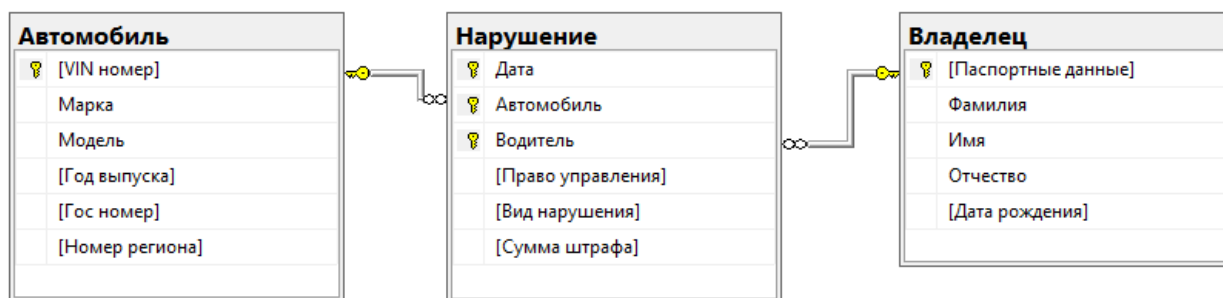 Автомобиль
[VIN номер]
Марка
Модель
[Год выпуска]
[Гос номер]
[Номер региона]
Нарушение
Дата
Автомобиль
Водитель
[Право управления]
[Вид нарушения]
[Сумма штрафа]
Владелец
[Паспортные данные]
Фамилия
Имя
Отчество
[Дата рождения]